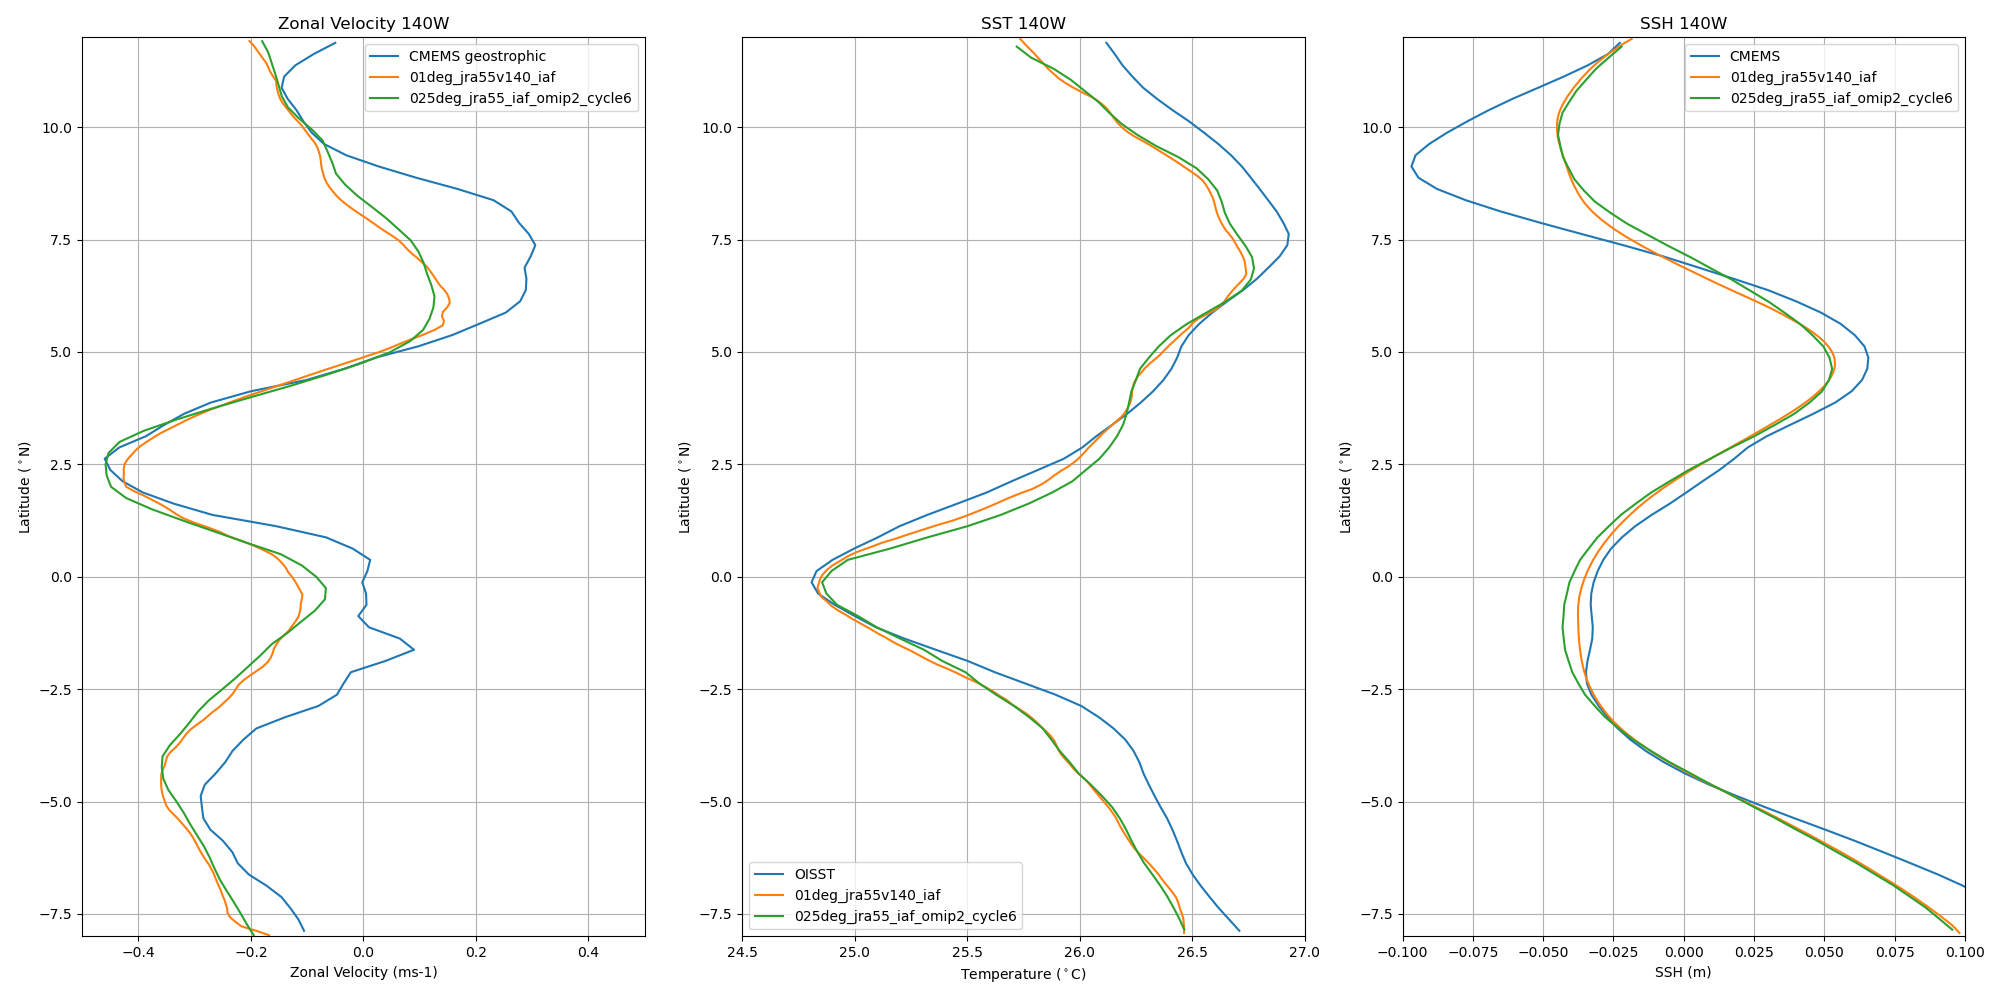 Zonal Velocity 140W
CMEMS geostrophic
01deg_jra55v140_iaf
025deg_jra55_iaf_omip2_cycle6
10.0
7.5
5.0
2.5
0.0
−2.5
−5.0
−7.5
Latitude (°N)
−0.4 −0.2 0.0 0.2 0.4
Zonal Velocity (ms-1)
SST 140W
10.0
7.5
5.0
2.5
0.0
−2.5
−5.0
−7.5
Latitude (°N)
OISST
01deg_jra55v140_iaf
025deg_jra55_iaf_omip2_cycle6
24.5 25.0 25.5 26.0 26.5 27.0
Temperature (°C)
SSH 140W
CMEMS
01deg_jra55v140_iaf
025deg_jra55_iaf_omip2_cycle6
10.0
7.5
5.0
2.5
0.0
−2.5
−5.0
−7.5
Latitude (°N)
−0.100 −0.075 −0.050 −0.025 0.000 0.025 0.050 0.075 0.100
SSH (m)